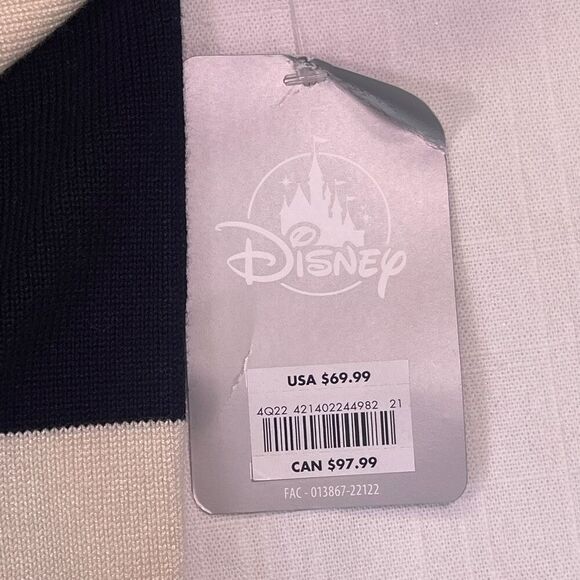 Disney
USA $69.99
4Q22 421402244982 21
CAN $97.99
FAC - 013867-22122